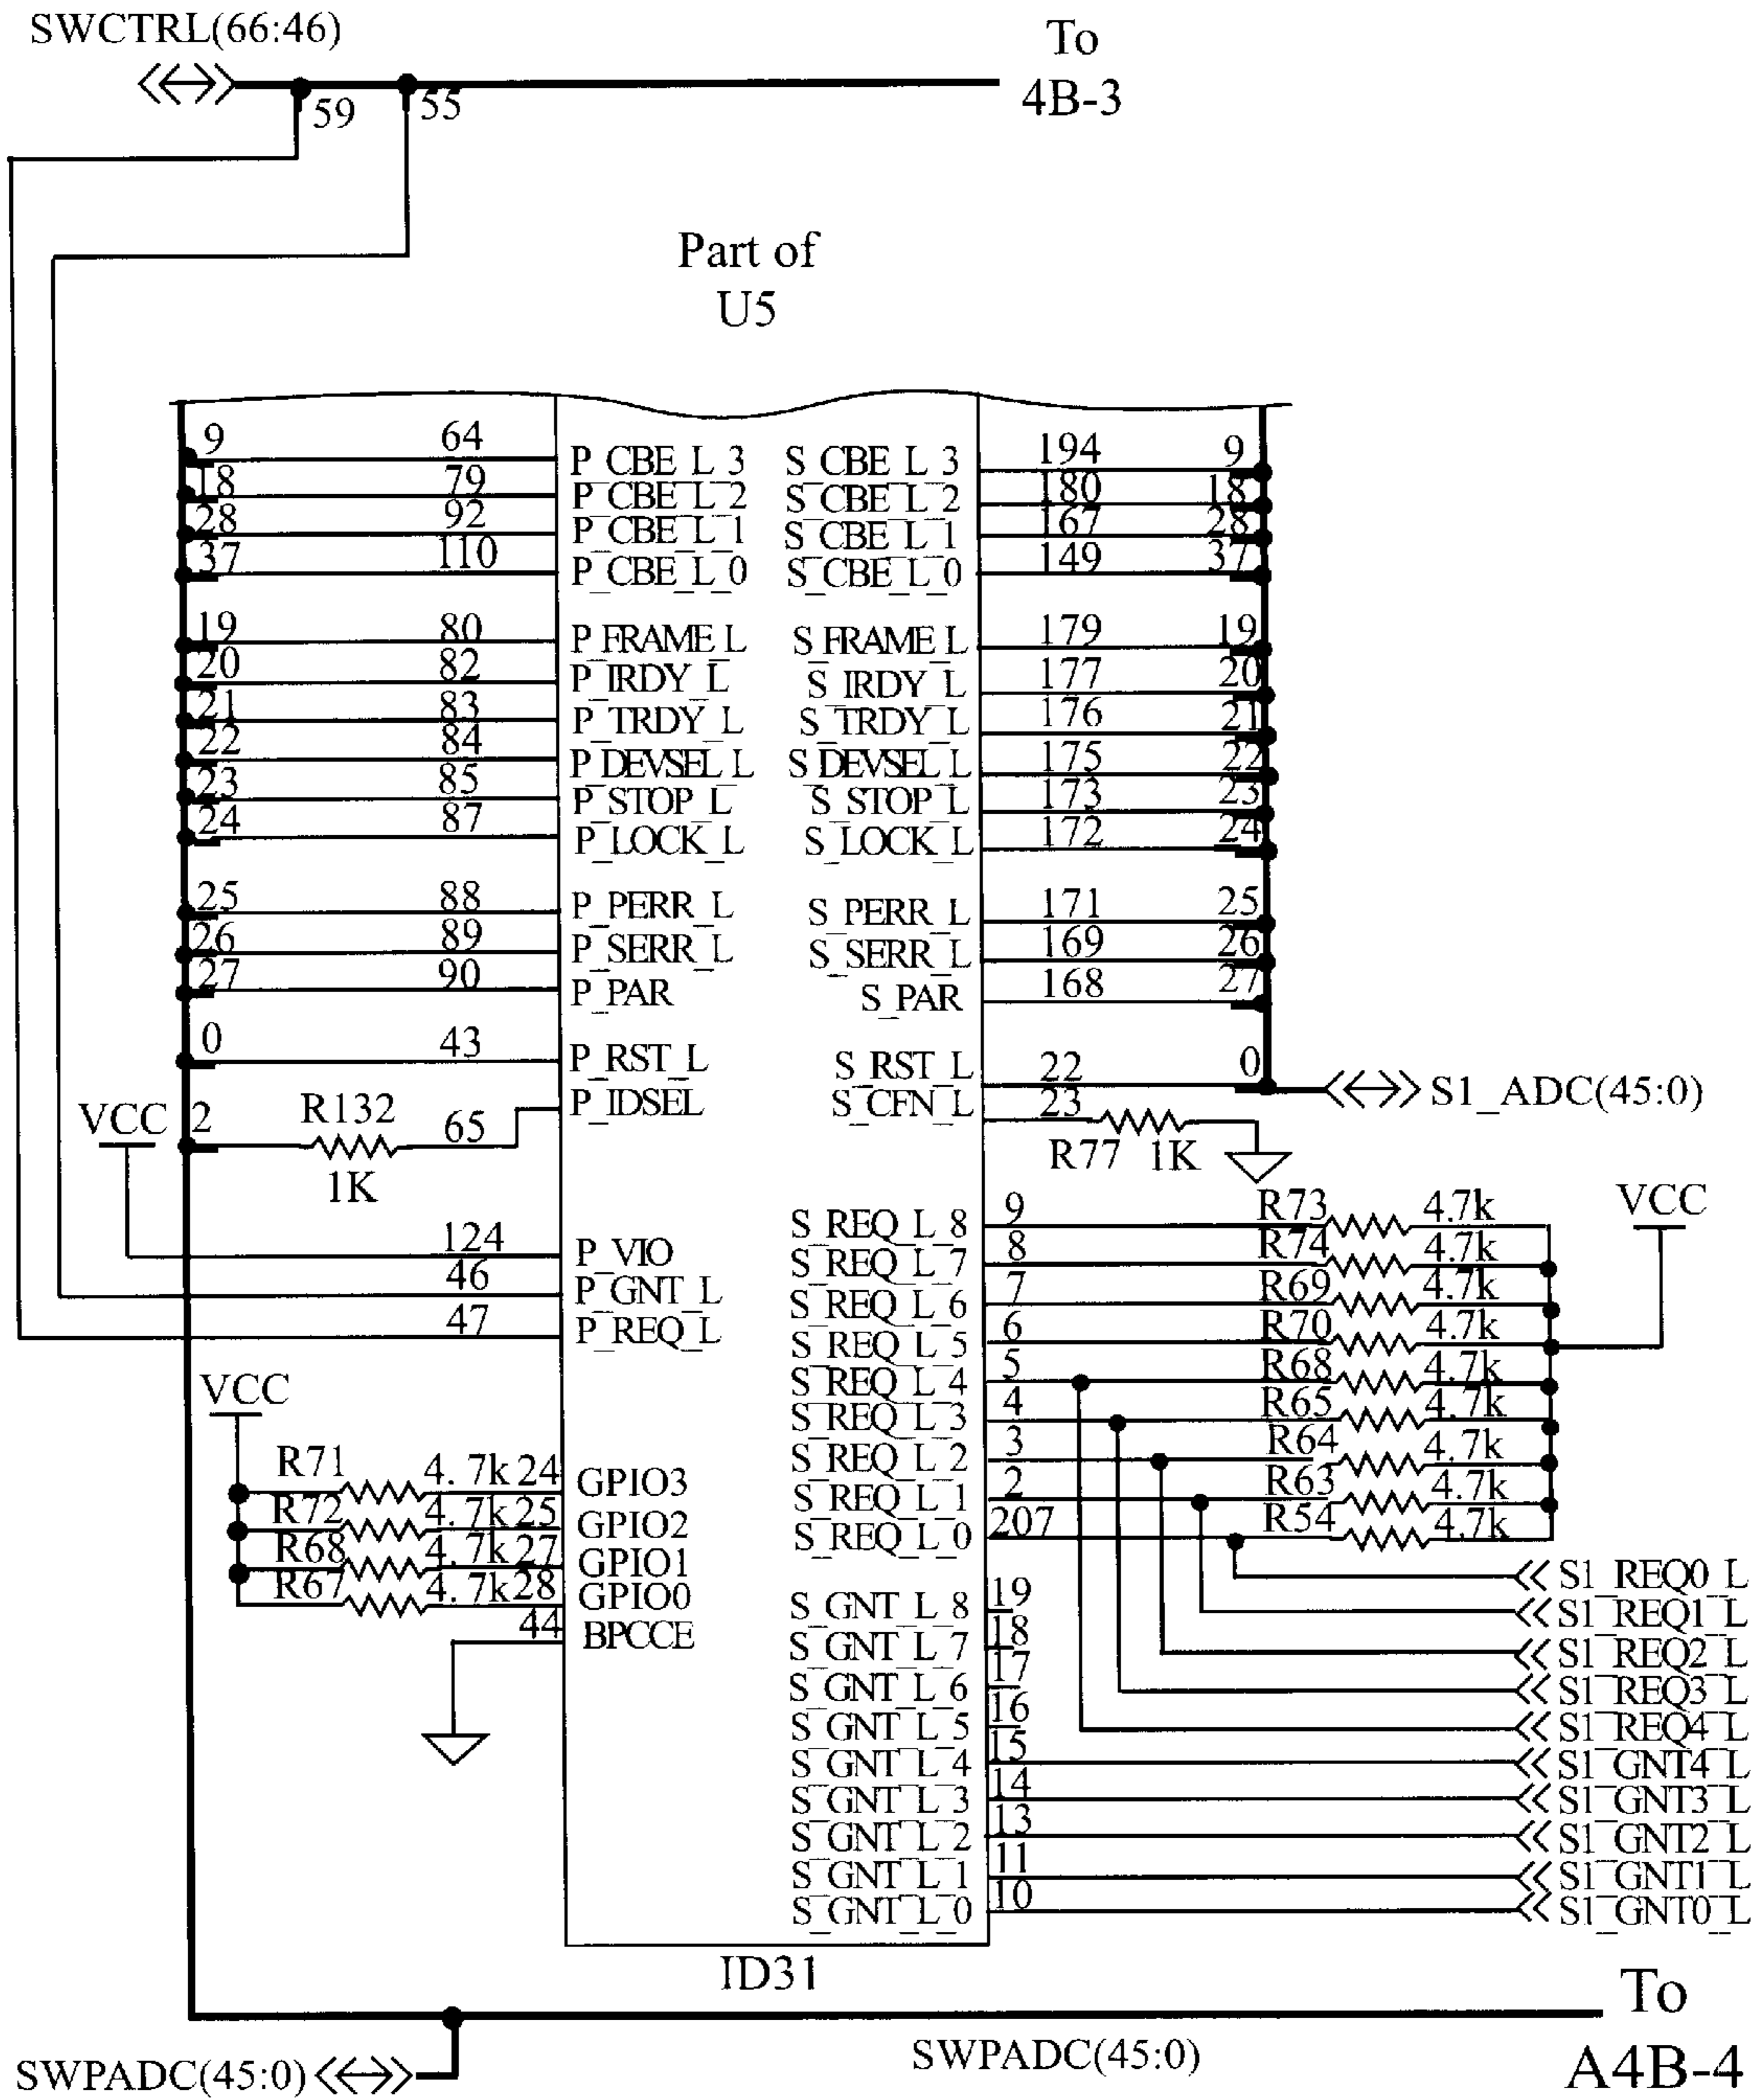 SWCTRL(66:46)
To
4B-3
59
55
Part of
U5
9 64 P_CBE_L_3 S_CBE_L_3 194 9
18 79 P_CBE_L_2 S_CBE_L_2 180 18
28 92 P_CBE_L_1 S_CBE_L_1 167 28
37 110 P_CBE_L_0 S_CBE_L_0 149 37
19 80 P_FRAME_L S_FRAME_L 179 19
20 82 P_IRDY_L S_IRDY_L 177 20
21 83 P_TRDY_L S_TRDY_L 176 21
22 84 P_DEVSEL_L S_DEVSEL_L 175 22
23 85 P_STOP_L S_STOP_L 173 23
24 87 P_LOCK_L S_LOCK_L 172 24
25 88 P_PERR_L S_PERR_L 171 25
26 89 P_SERR_L S_SERR_L 169 26
27 90 P_PAR S_PAR 168 27
0 43 P_RST_L S_RST_L 22 0 S1_ADC(45:0)
VCC 2 R132 1K 65 P_IDSEL S_CFN_L 23 R77 1K
VCC
124 P_VIO S_REQ_L_8 9 R73 4.7k
46 P_GNT_L S_REQ_L_7 8 R74 4.7k
47 P_REQ_L S_REQ_L_6 7 R69 4.7k
S_REQ_L_5 6 R70 4.7k
S_REQ_L_4 5 R68 4.7k
S_REQ_L_3 4 R65 4.7k
S_REQ_L_2 3 R64 4.7k
S_REQ_L_1 2 R63 4.7k
S_REQ_L_0 207 R54 4.7k
VCC
R71 4.7k 24 GPIO3
R72 4.7k 25 GPIO2
R68 4.7k 27 GPIO1
R67 4.7k 28 GPIO0
44 BPCCE
S1_REQ0_L
S1_REQ1_L
S1_REQ2_L
S1_REQ3_L
S1_REQ4_L
S_GNT_L_8 19
S_GNT_L_7 18
S_GNT_L_6 17
S_GNT_L_5 16
S_GNT_L_4 15 S1_GNT4_L
S_GNT_L_3 14 S1_GNT3_L
S_GNT_L_2 13 S1_GNT2_L
S_GNT_L_1 11 S1_GNT1_L
S_GNT_L_0 10 S1_GNT0_L
ID31
To
A4B-4
SWPADC(45:0)
SWPADC(45:0)